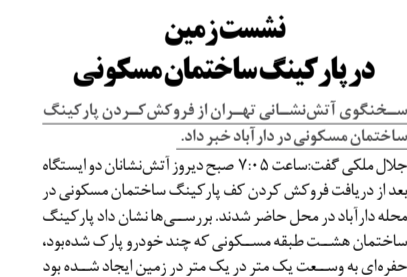 نشست زمین
در پارکینگ ساختمان مسکونی
سخنگوی آتش‌نشانی تهران از فروکش کردن پارکینگ
ساختمان مسکونی در دارآباد خبر داد.
جلال ملکی گفت:ساعت ۷:۰۵ صبح دیروز آتش‌نشانان دو ایستگاه
بعد از دریافت فروکش کردن کف پارکینگ ساختمان مسکونی در
محله دارآباد در محل حاضر شدند. بررسی‌ها نشان داد پارکینگ
ساختمان هشت طبقه مسکونی که چند خودرو پارک شده‌بود،
حفره‌ای به وسعت یک متر در یک متر در زمین ایجاد شده بود